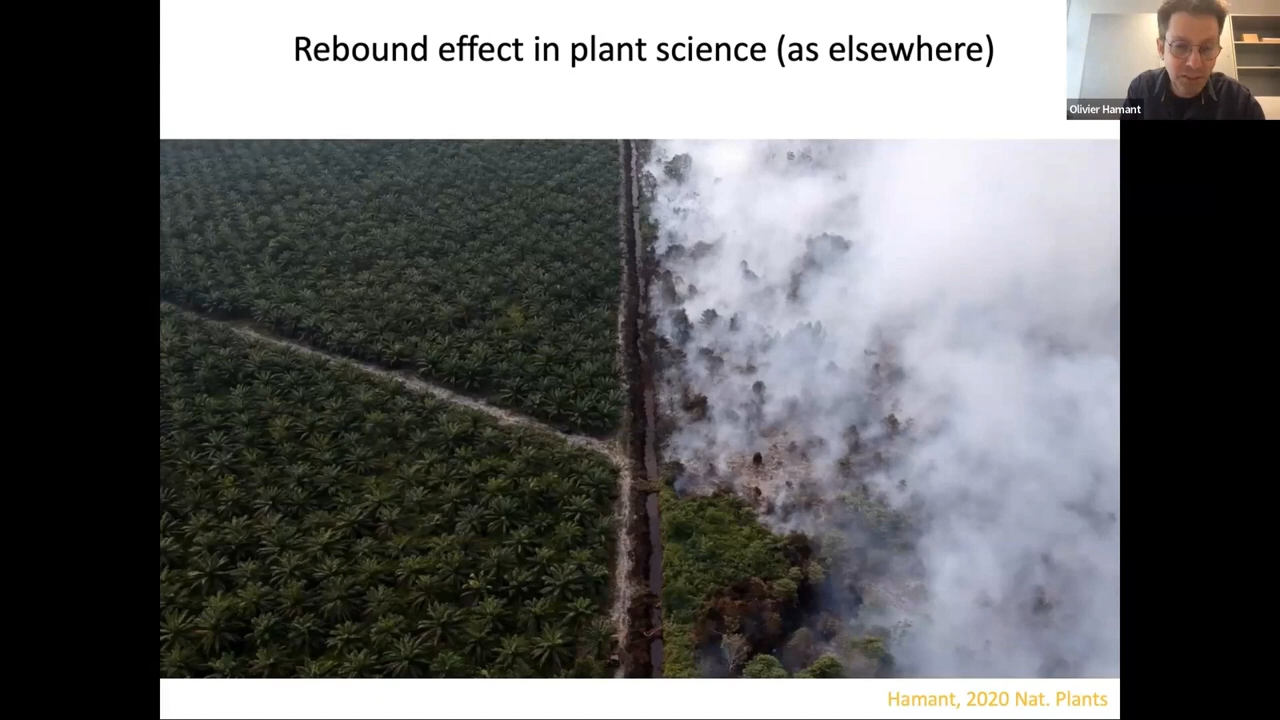 Rebound effect in plant science (as elsewhere)
Olivier Hamant
Hamant, 2020 Nat. Plants